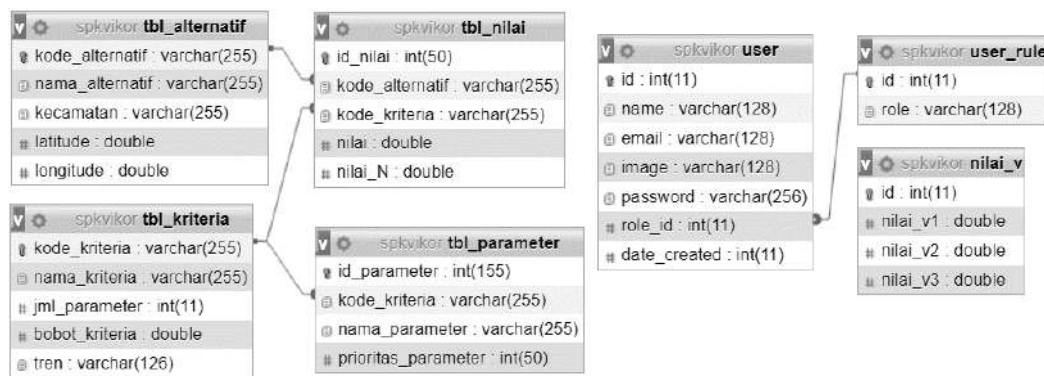 spkvikor tbl_alternatif
kode_alternatif : varchar(255)
nama_alternatif : varchar(255)
kecamatan : varchar(255)
latitude : double
longitude : double
spkvikor tbl_nilai
id_nilai : int(50)
kode_alternatif : varchar(255)
kode_kriteria : varchar(255)
nilai : double
nilai_N : double
spkvikor tbl_kriteria
kode_kriteria : varchar(255)
nama_kriteria : varchar(255)
jml_parameter : int(11)
bobot_kriteria : double
tren : varchar(126)
spkvikor tbl_parameter
id_parameter : int(155)
kode_kriteria : varchar(255)
nama_parameter : varchar(255)
prioritas_parameter : int(50)
spkvikor user
id : int(11)
name : varchar(128)
email : varchar(128)
image : varchar(128)
password : varchar(256)
role_id : int(11)
date_created : int(11)
spkvikor user_rule
id : int(11)
role : varchar(128)
spkvikor nilai_v
id : int(11)
nilai_v1 : double
nilai_v2 : double
nilai_v3 : double